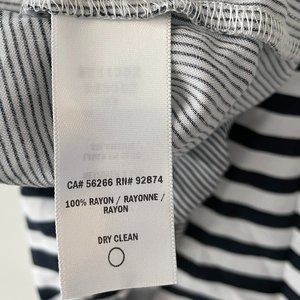 CA# 56266 RN# 92874
100% RAYON / RAYONNE /
RAYON
DRY CLEAN